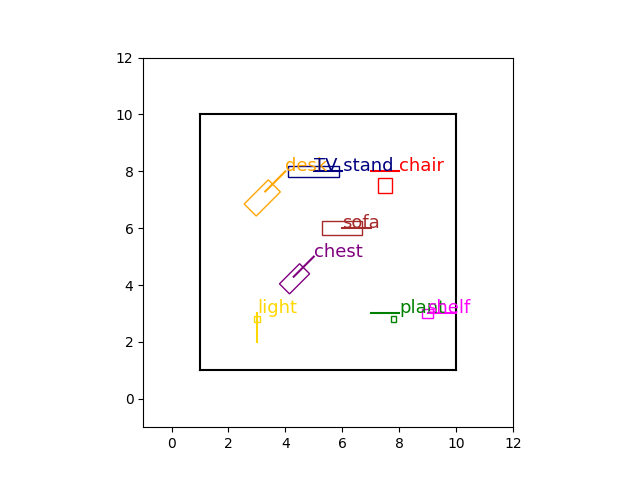 12
10
8
6
4
2
0
desk
TV stand
chair
sofa
chest
light
plant
shelf
0 2 4 6 8 10 12